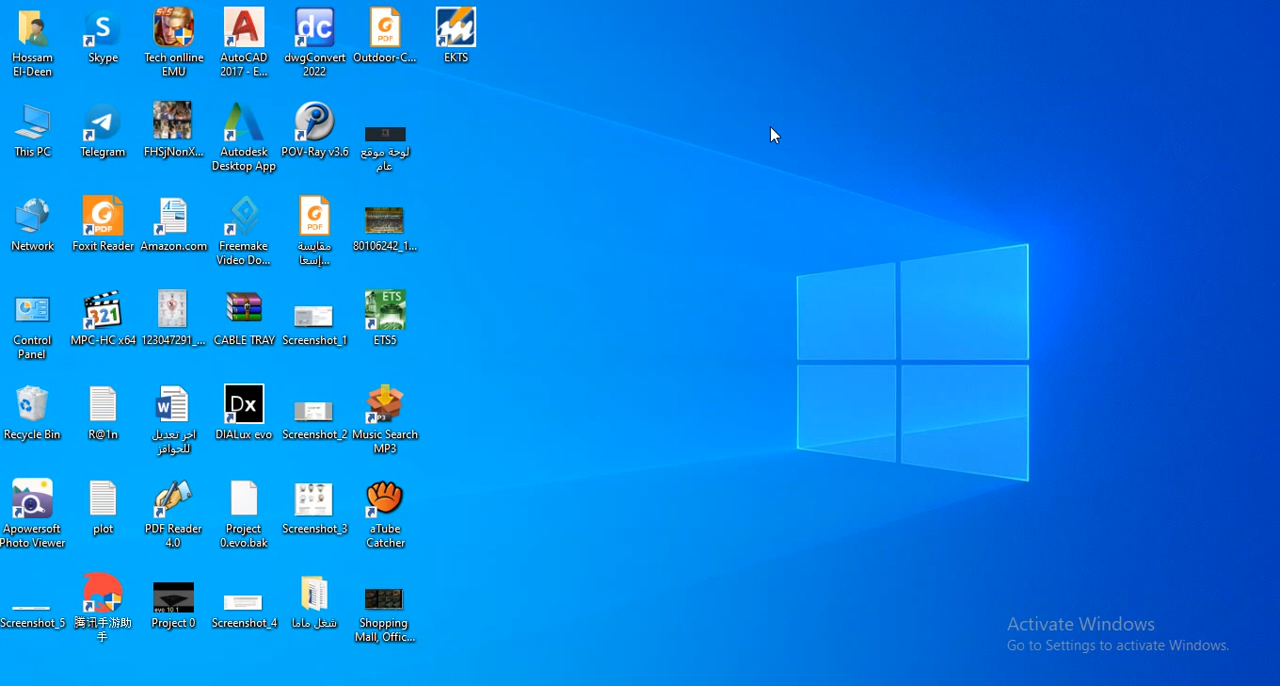 Hossam
El-Deen
Skype
Tech onlline
EMU
AutoCAD
2017 - E...
dwgConvert
2022
Outdoor-C...
EKTS
This PC
Telegram
FHSjNonX...
Autodesk
Desktop App
POV-Ray v3.6
لوحة موقع
عام
Network
Foxit Reader
Amazon.com
Freemake
Video Do...
مقايسة
إسعا...
80106242_1...
Control
Panel
MPC-HC x64
123047291_...
CABLE TRAY
Screenshot_1
ETS5
Recycle Bin
R@1n
اخر تعديل
للحوافز
DIALux evo
Screenshot_2
Music Search
MP3
Apowersoft
Photo Viewer
plot
PDF Reader
4.0
Project
0.evo.bak
Screenshot_3
aTube
Catcher
Screenshot_5
腾讯手游助
手
Project 0
Screenshot_4
شغل ماما
Shopping
Mall, Offic...
Activate Windows
Go to Settings to activate Windows.